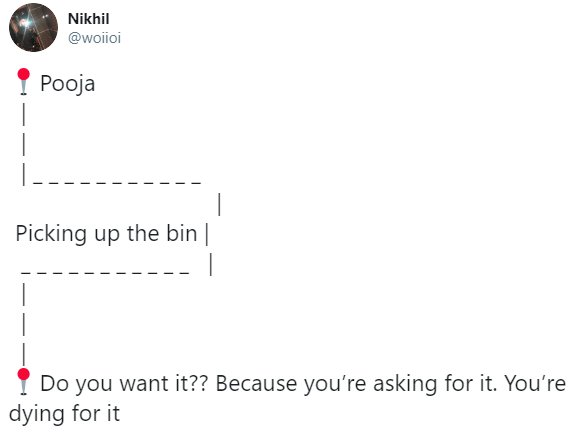 Nikhil
@woiioi
📍 Pooja
|
|
|_ _ _ _ _ _ _ _ _ _ _
|
Picking up the bin |
_ _ _ _ _ _ _ _ _ _ _ |
|
|
|
📍 Do you want it?? Because you’re asking for it. You’re
dying for it